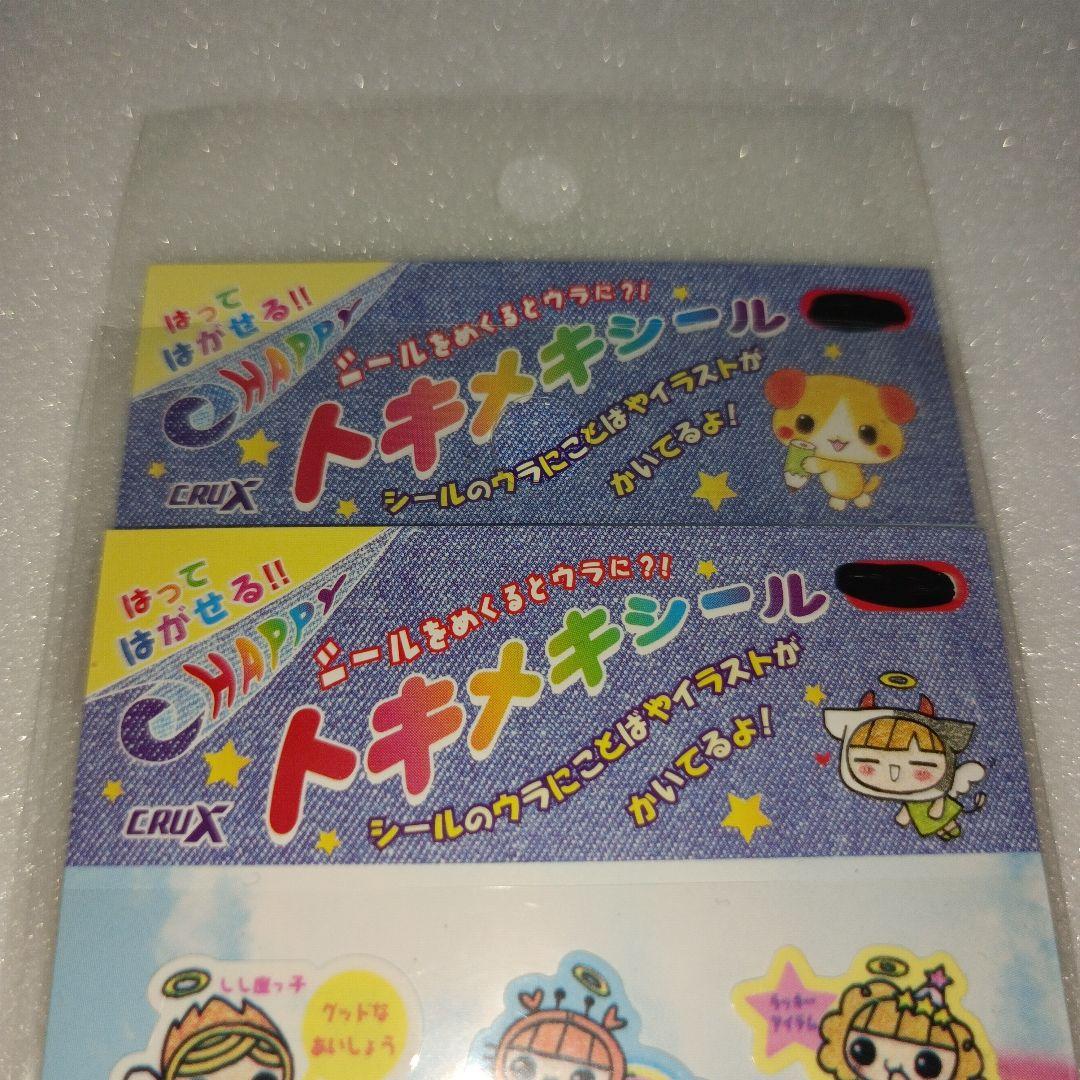 はって
はがせる!!
HAPPY
シールをめくるとウラに?!
トキメキシール
シールのウラにことばやイラストが
かいてるよ!
CRUX
はって
はがせる!!
HAPPY
シールをめくるとウラに?!
トキメキシール
シールのウラにことばやイラストが
かいてるよ!
CRUX
しし座っ子
グッドな
あいしょう
ラッキー
アイテム